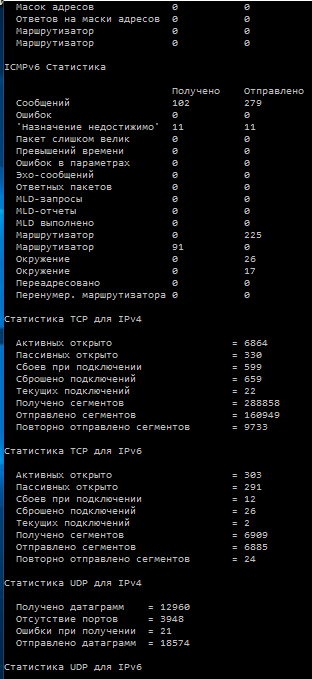 Масок адресов 0 0
Ответов на маски адресов 0 0
Маршрутизатор 0 0
Маршрутизатор 0 0
ICMPv6 Статистика
Получено Отправлено
Сообщений 102 279
Ошибок 0 0
'Назначение недостижимо' 11 11
Пакет слишком велик 0 0
Превышений времени 0 0
Ошибок в параметрах 0 0
Эхо-сообщений 0 0
Ответных пакетов 0 0
MLD-запросы 0 0
MLD-отчеты 0 0
MLD выполнено 0 0
Маршрутизатор 0 225
Маршрутизатор 91 0
Окружение 0 26
Окружение 0 17
Переадресовано 0 0
Перенумер. маршрутизатора 0 0
Статистика TCP для IPv4
Активных открыто = 6864
Пассивных открыто = 330
Сбоев при подключении = 599
Сброшено подключений = 659
Текущих подключений = 22
Получено сегментов = 288858
Отправлено сегментов = 160949
Повторно отправлено сегментов = 9733
Статистика TCP для IPv6
Активных открыто = 303
Пассивных открыто = 291
Сбоев при подключении = 12
Сброшено подключений = 26
Текущих подключений = 2
Получено сегментов = 6909
Отправлено сегментов = 6885
Повторно отправлено сегментов = 24
Статистика UDP для IPv4
Получено датаграмм = 12960
Отсутствие портов = 3948
Ошибки при получении = 21
Отправлено датаграмм = 18574
Статистика UDP для IPv6